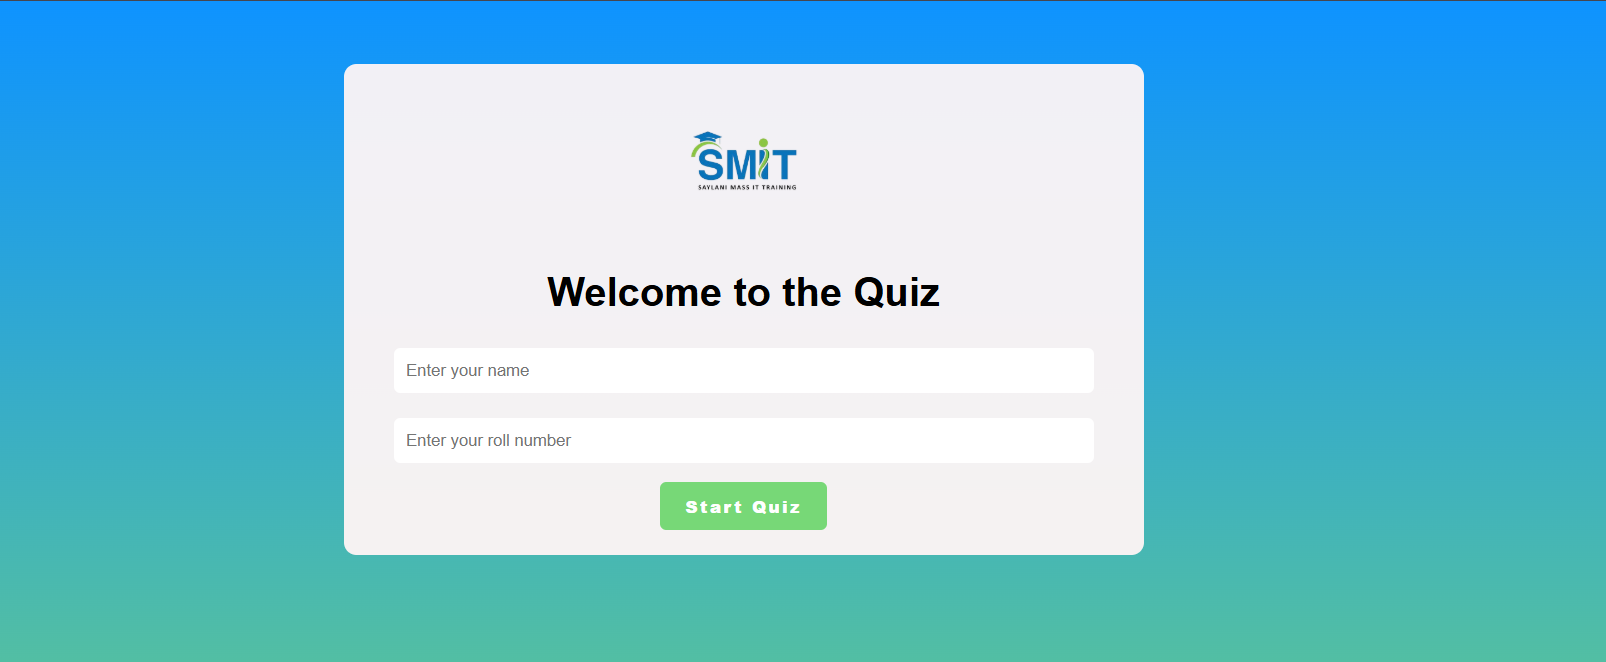 SMiT
SAYLANI MASS IT TRAINING
Welcome to the Quiz
Enter your name
Enter your roll number
Start Quiz